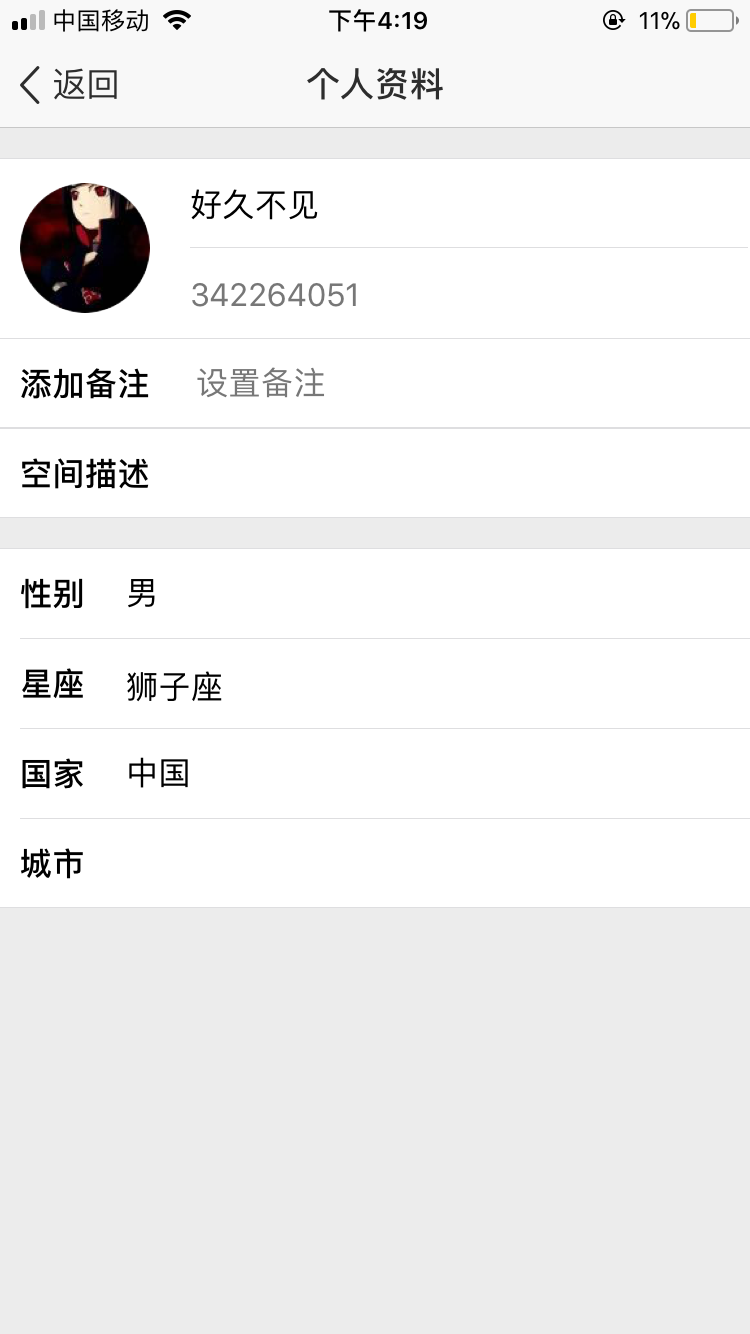 中国移动 下午4:19 11%
返回 个人资料
好久不见
342264051
添加备注 设置备注
空间描述
性别 男
星座 狮子座
国家 中国
城市